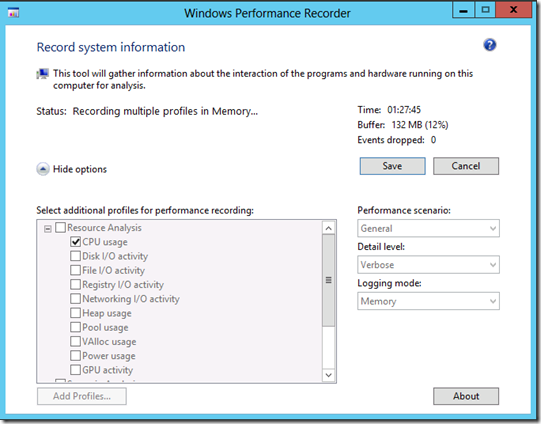 Windows Performance Recorder
Record system information
This tool will gather information about the interaction of the programs and hardware running on this
computer for analysis.
Status: Recording multiple profiles in Memory...
Time: 01:27:45
Buffer: 132 MB (12%)
Events dropped: 0
Save
Cancel
Hide options
Select additional profiles for performance recording:
Resource Analysis
CPU usage
Disk I/O activity
File I/O activity
Registry I/O activity
Networking I/O activity
Heap usage
Pool usage
VAlloc usage
Power usage
GPU activity
Performance scenario:
General
Detail level:
Verbose
Logging mode:
Memory
Add Profiles...
About